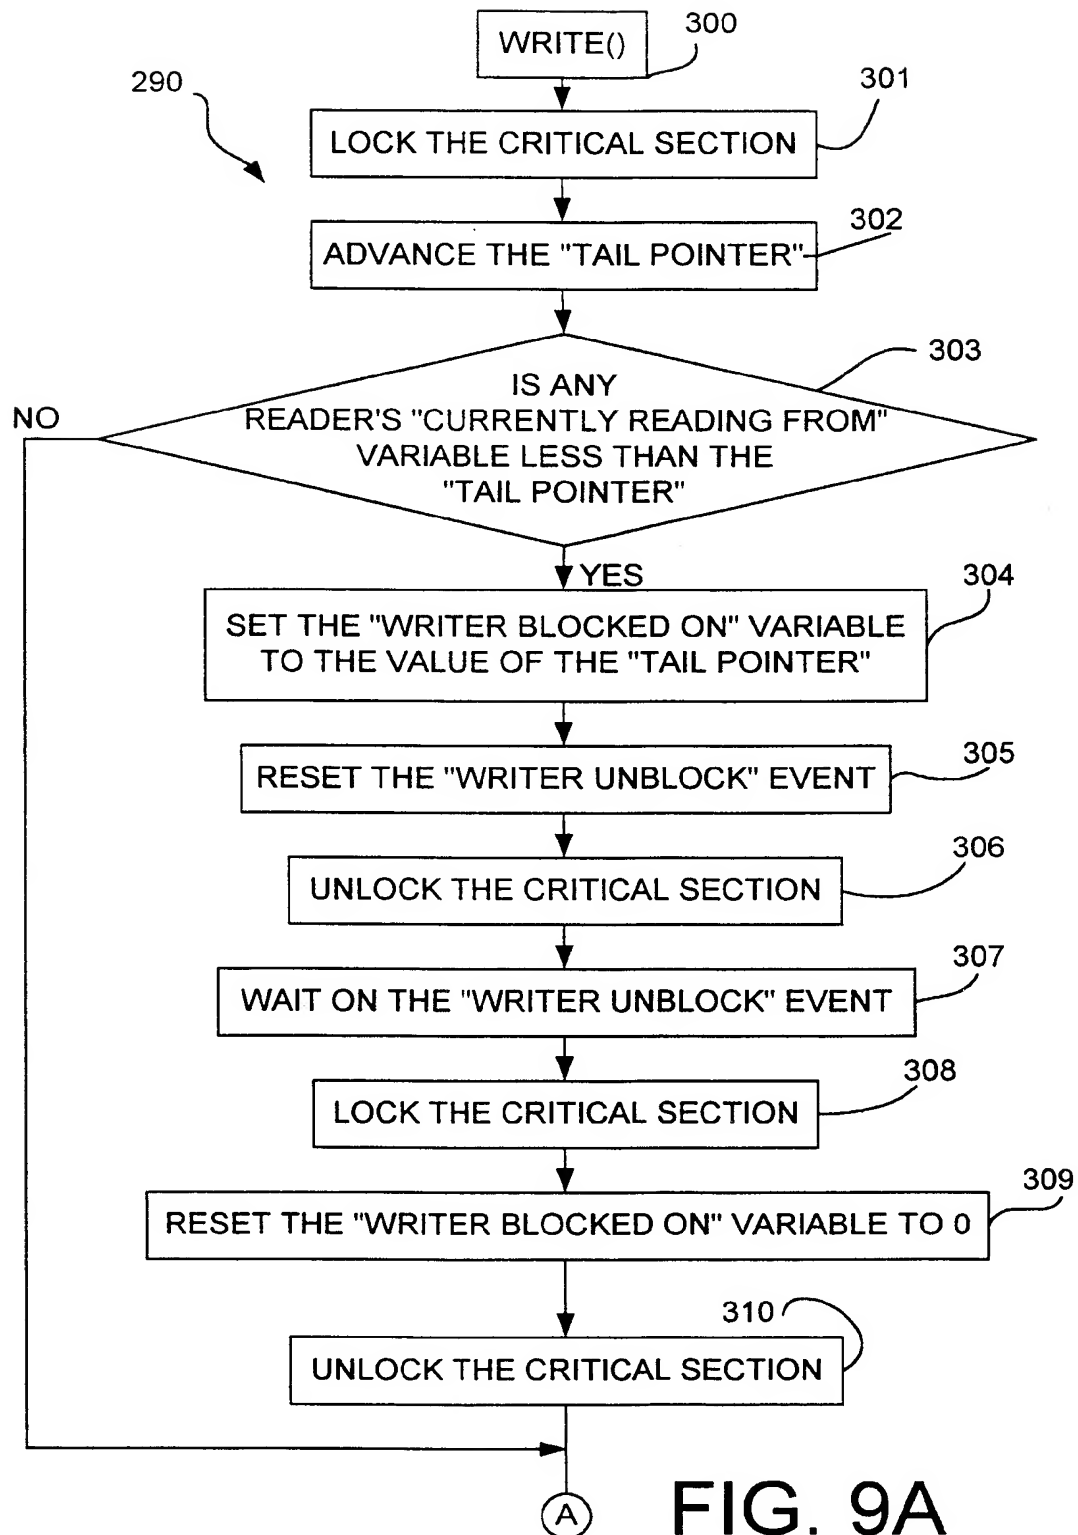 WRITE()
300
290
301
LOCK THE CRITICAL SECTION
302
ADVANCE THE "TAIL POINTER"
303
IS ANY
READER'S "CURRENTLY READING FROM"
VARIABLE LESS THAN THE
"TAIL POINTER"
NO
YES
304
SET THE "WRITER BLOCKED ON" VARIABLE
TO THE VALUE OF THE "TAIL POINTER"
305
RESET THE "WRITER UNBLOCK" EVENT
306
UNLOCK THE CRITICAL SECTION
307
WAIT ON THE "WRITER UNBLOCK" EVENT
308
LOCK THE CRITICAL SECTION
309
RESET THE "WRITER BLOCKED ON" VARIABLE TO 0
310
UNLOCK THE CRITICAL SECTION
A
FIG. 9A